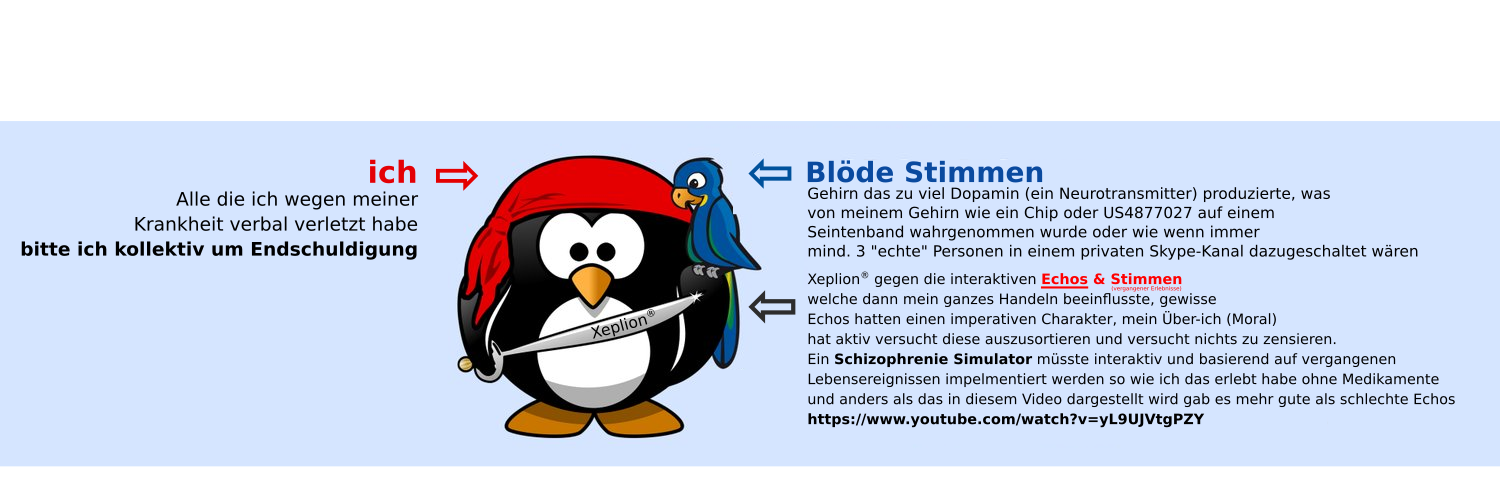 ich
Alle die ich wegen meiner
Krankheit verbal verletzt habe
bitte ich kollektiv um Endschuldigung
Xeplion®
Blöde Stimmen
Gehirn das zu viel Dopamin (ein Neurotransmitter) produzierte, was
von meinem Gehirn wie ein Chip oder US4877027 auf einem
Seintenband wahrgenommen wurde oder wie wenn immer
mind. 3 "echte" Personen in einem privaten Skype-Kanal dazugeschaltet wären
Xeplion® gegen die interaktiven Echos & Stimmen
(vergangener Erlebnisse)
welche dann mein ganzes Handeln beeinflusste, gewisse
Echos hatten einen imperativen Charakter, mein Über-ich (Moral)
hat aktiv versucht diese auszusortieren und versucht nichts zu zensieren.
Ein Schizophrenie Simulator müsste interaktiv und basierend auf vergangenen
Lebensereignissen impelmentiert werden so wie ich das erlebt habe ohne Medikamente
und anders als das in diesem Video dargestellt wird gab es mehr gute als schlechte Echos
https://www.youtube.com/watch?v=yL9UJVtgPZY